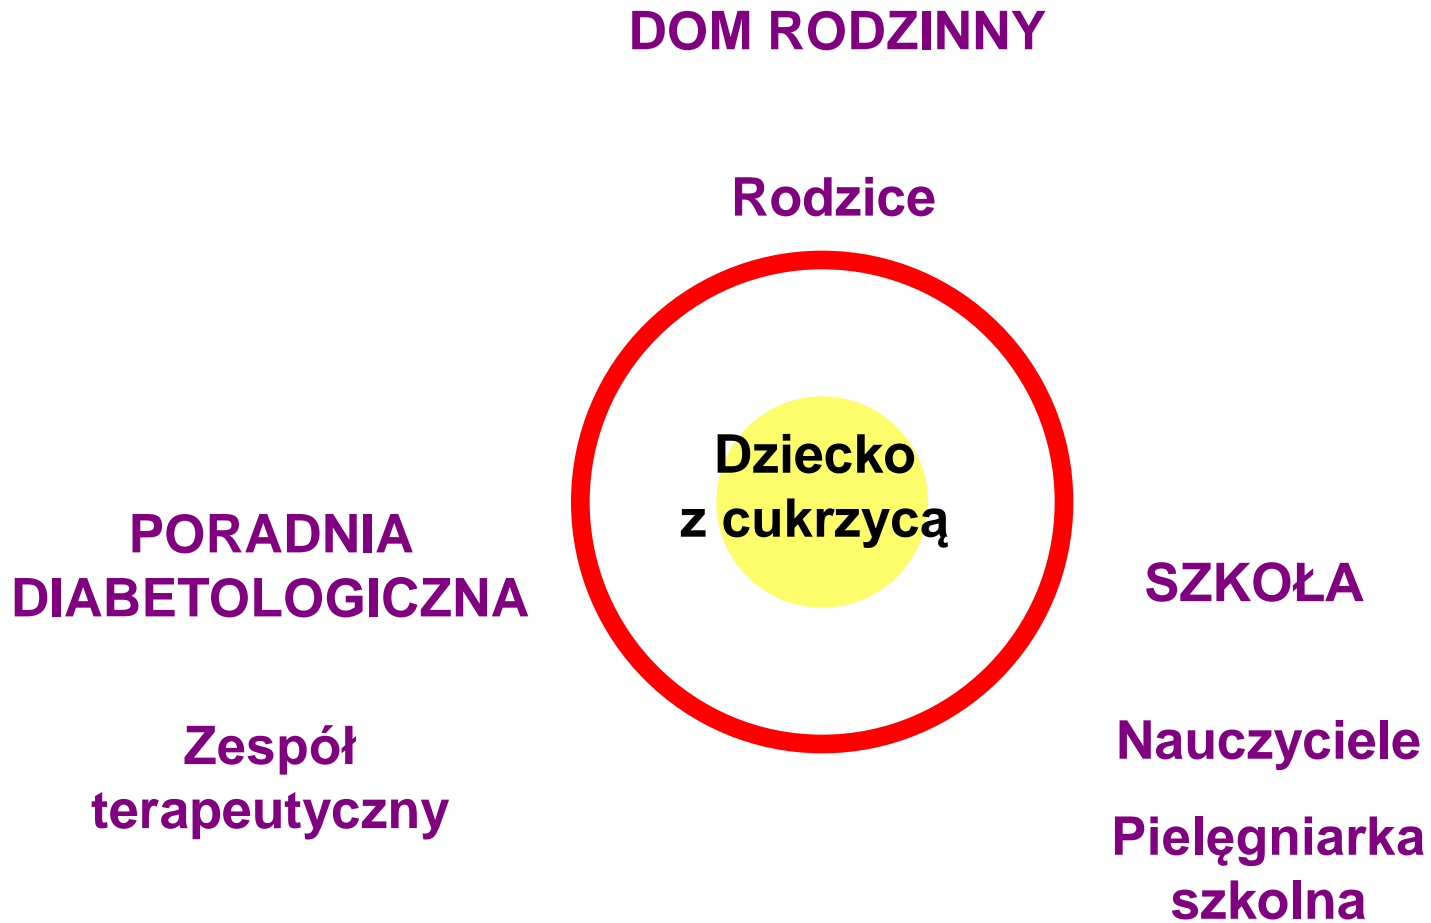 DOM RODZINNY
Rodzice
Dziecko
z cukrzycą
PORADNIA
DIABETOLOGICZNA
Zespół
terapeutyczny
SZKOŁA
Nauczyciele
Pielęgniarka
szkolna